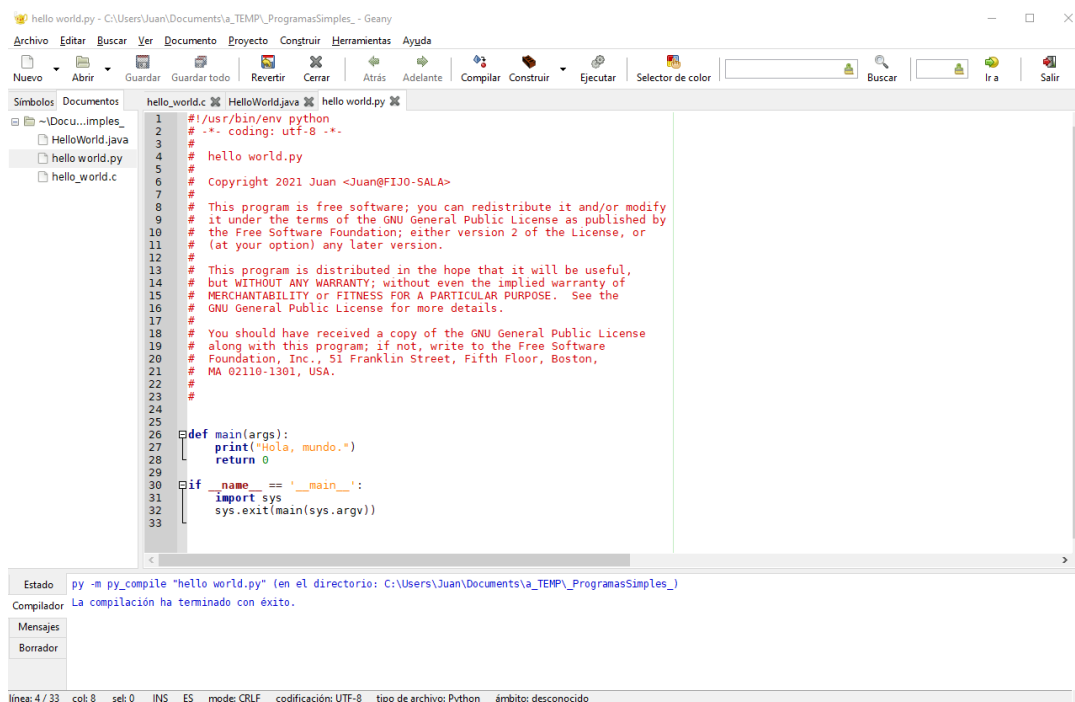 hello world.py - C:\Users\Juan\Documents\a_TEMP\_ProgramasSimples_ - Geany
Archivo Editar Buscar Ver Documento Proyecto Construir Herramientas Ayuda
Nuevo Abrir Guardar Guardar todo Revertir Cerrar Atrás Adelante Compilar Construir Ejecutar Selector de color Buscar Ir a Salir
Símbolos Documentos hello_world.c HelloWorld.java hello world.py
~\Docu...imples_
HelloWorld.java
hello world.py
hello_world.c
1 #!/usr/bin/env python
2 # -*- coding: utf-8 -*-
3 #
4 #  hello world.py
5 #
6 #  Copyright 2021 Juan <Juan@FIJO-SALA>
7 #
8 #  This program is free software; you can redistribute it and/or modify
9 #  it under the terms of the GNU General Public License as published by
10 #  the Free Software Foundation; either version 2 of the License, or
11 #  (at your option) any later version.
12 #
13 #  This program is distributed in the hope that it will be useful,
14 #  but WITHOUT ANY WARRANTY; without even the implied warranty of
15 #  MERCHANTABILITY or FITNESS FOR A PARTICULAR PURPOSE.  See the
16 #  GNU General Public License for more details.
17 #
18 #  You should have received a copy of the GNU General Public License
19 #  along with this program; if not, write to the Free Software
20 #  Foundation, Inc., 51 Franklin Street, Fifth Floor, Boston,
21 #  MA 02110-1301, USA.
22 #
23 #
24
25
26 def main(args):
27     print("Hola, mundo.")
28     return 0
29
30 if __name__ == '__main__':
31     import sys
32     sys.exit(main(sys.argv))
33
Estado
Compilador
Mensajes
Borrador
py -m py_compile "hello world.py" (en el directorio: C:\Users\Juan\Documents\a_TEMP\_ProgramasSimples_)
La compilación ha terminado con éxito.
línea: 4 / 33 col: 8 sel: 0 INS ES mode: CRLF codificación: UTF-8 tipo de archivo: Python ámbito: desconocido